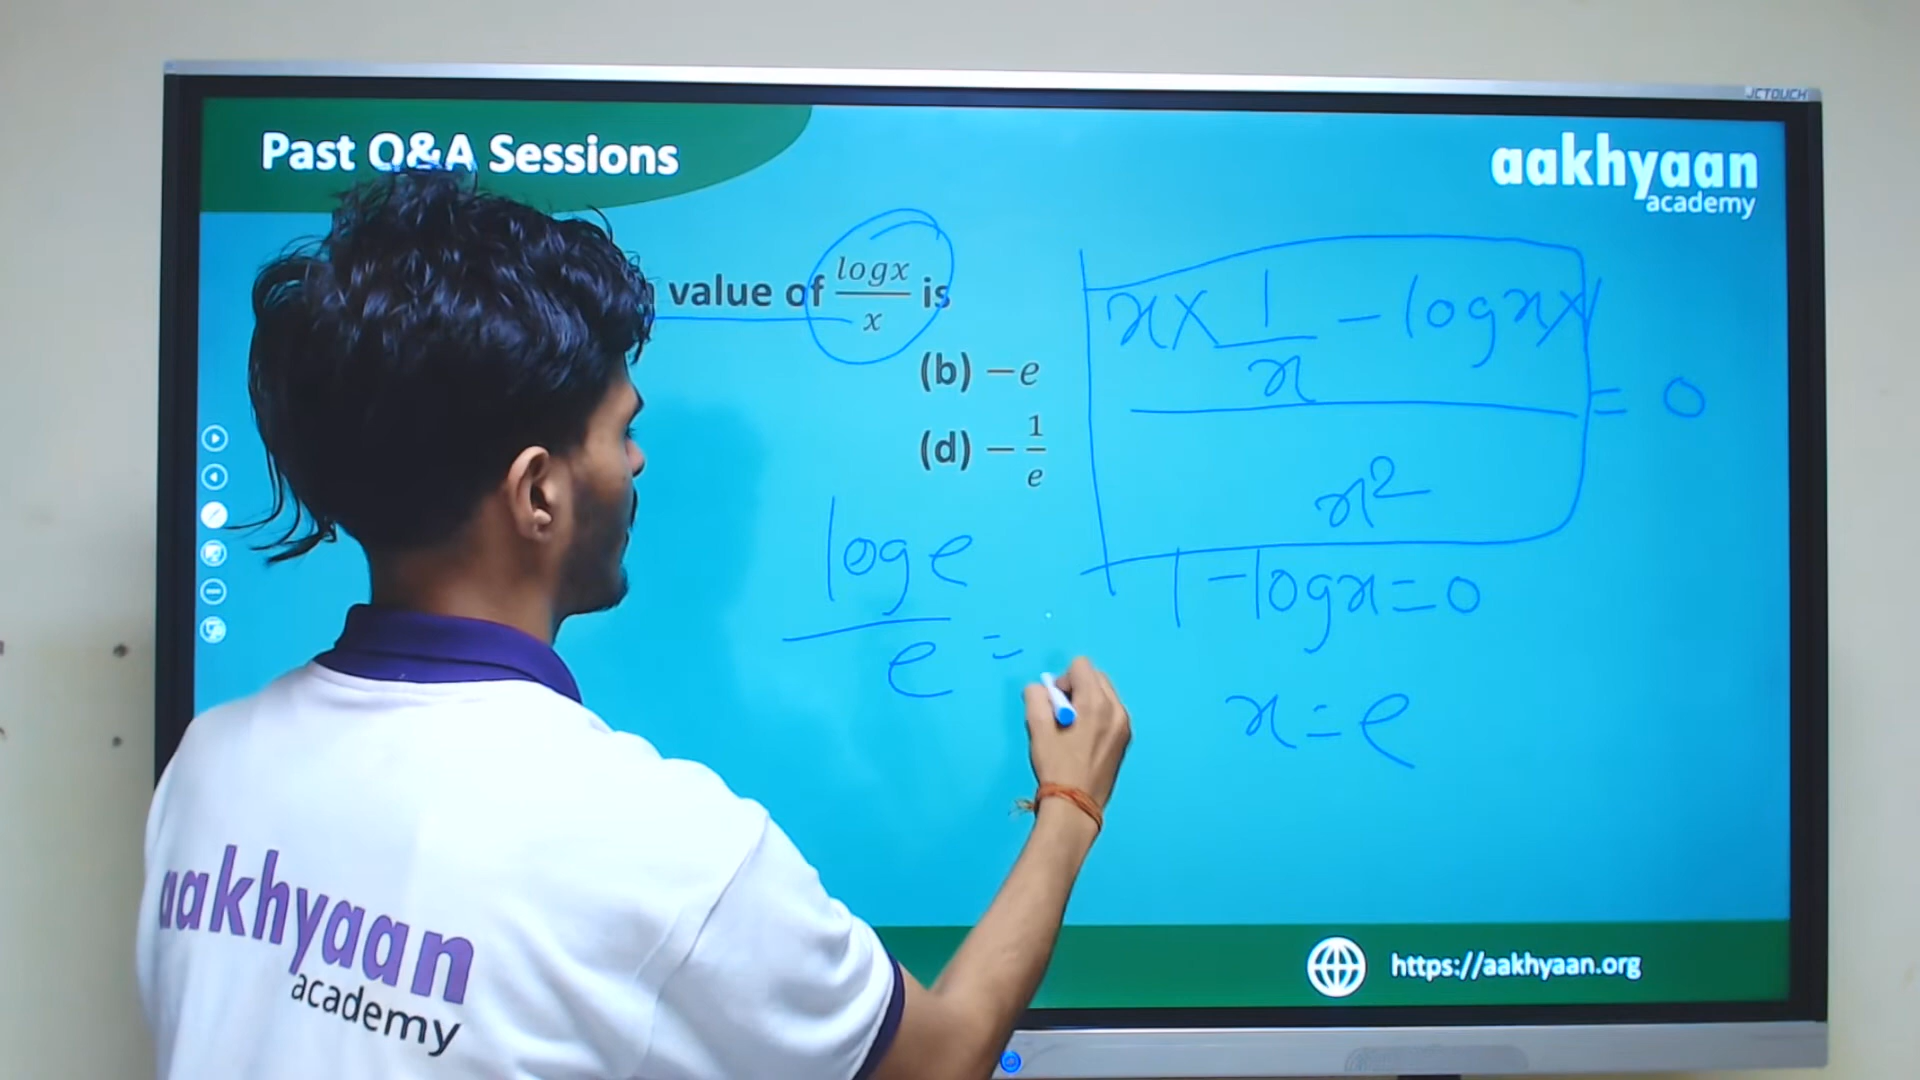 JCTOUCH
Past Q&A Sessions
aakhyaan
academy
value of logx/x is
(b) −e
(d) −1/e
x × 1/x − logx×1 / x² = 0
1 − logx = 0
x = e
loge/e =
https://aakhyaan.org
aakhyaan
academy